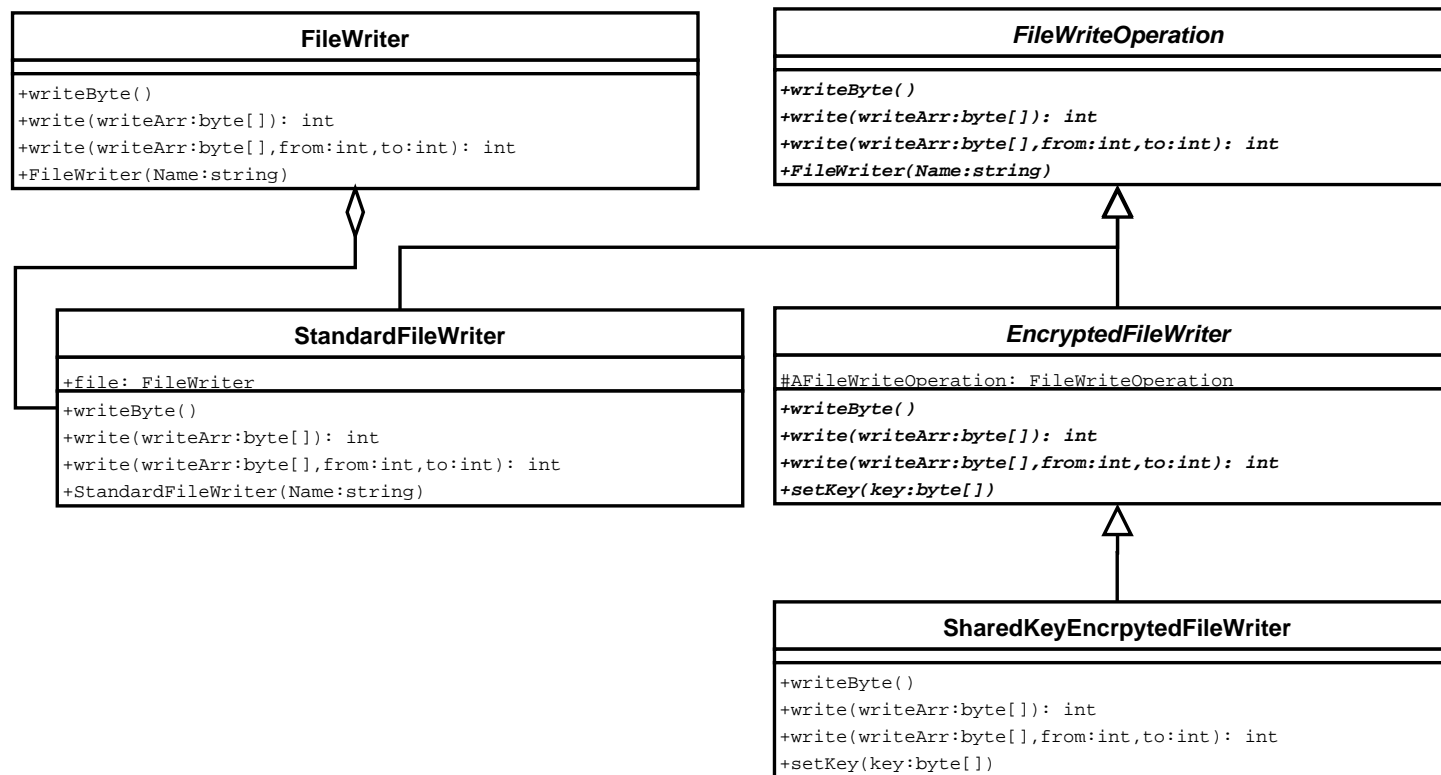 FileWriter
+writeByte()
+write(writeArr:byte[]): int
+write(writeArr:byte[],from:int,to:int): int
+FileWriter(Name:string)
FileWriteOperation
+writeByte()
+write(writeArr:byte[]): int
+write(writeArr:byte[],from:int,to:int): int
+FileWriter(Name:string)
StandardFileWriter
+file: FileWriter
+writeByte()
+write(writeArr:byte[]): int
+write(writeArr:byte[],from:int,to:int): int
+StandardFileWriter(Name:string)
EncryptedFileWriter
#AFileWriteOperation: FileWriteOperation
+writeByte()
+write(writeArr:byte[]): int
+write(writeArr:byte[],from:int,to:int): int
+setKey(key:byte[])
SharedKeyEncrpytedFileWriter
+writeByte()
+write(writeArr:byte[]): int
+write(writeArr:byte[],from:int,to:int): int
+setKey(key:byte[])